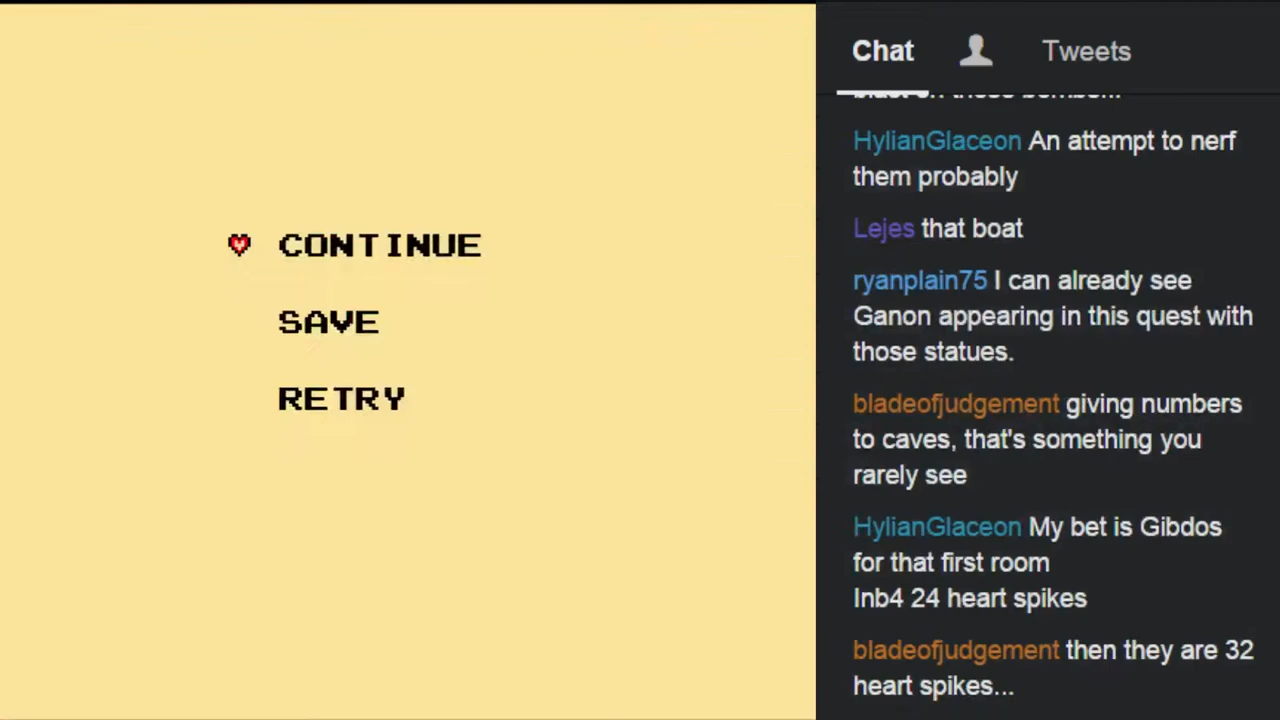 CONTINUE
SAVE
RETRY
Chat
Tweets
HylianGlaceon An attempt to nerf
them probably
Lejes that boat
ryanplain75 I can already see
Ganon appearing in this quest with
those statues.
bladeofjudgement giving numbers
to caves, that's something you
rarely see
HylianGlaceon My bet is Gibdos
for that first room
Inb4 24 heart spikes
bladeofjudgement then they are 32
heart spikes...